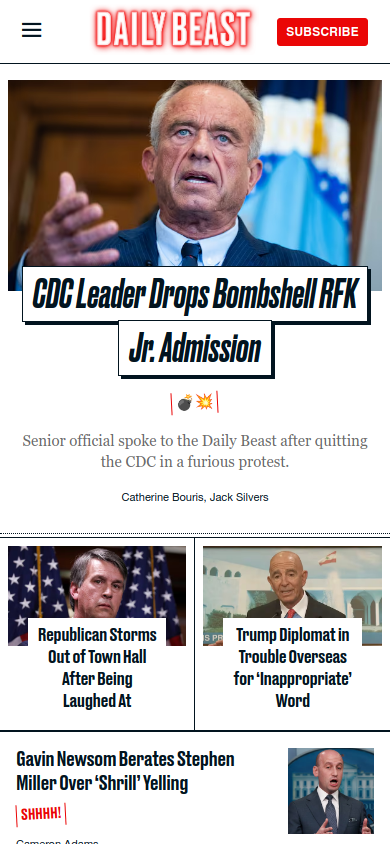 DAILY BEAST
SUBSCRIBE
CDC Leader Drops Bombshell RFK
Jr. Admission
Senior official spoke to the Daily Beast after quitting
the CDC in a furious protest.
Catherine Bouris, Jack Silvers
Republican Storms
Out of Town Hall
After Being
Laughed At
Trump Diplomat in
Trouble Overseas
for ‘Inappropriate’
Word
Gavin Newsom Berates Stephen
Miller Over ‘Shrill’ Yelling
SHHHH!
Cameron Adams